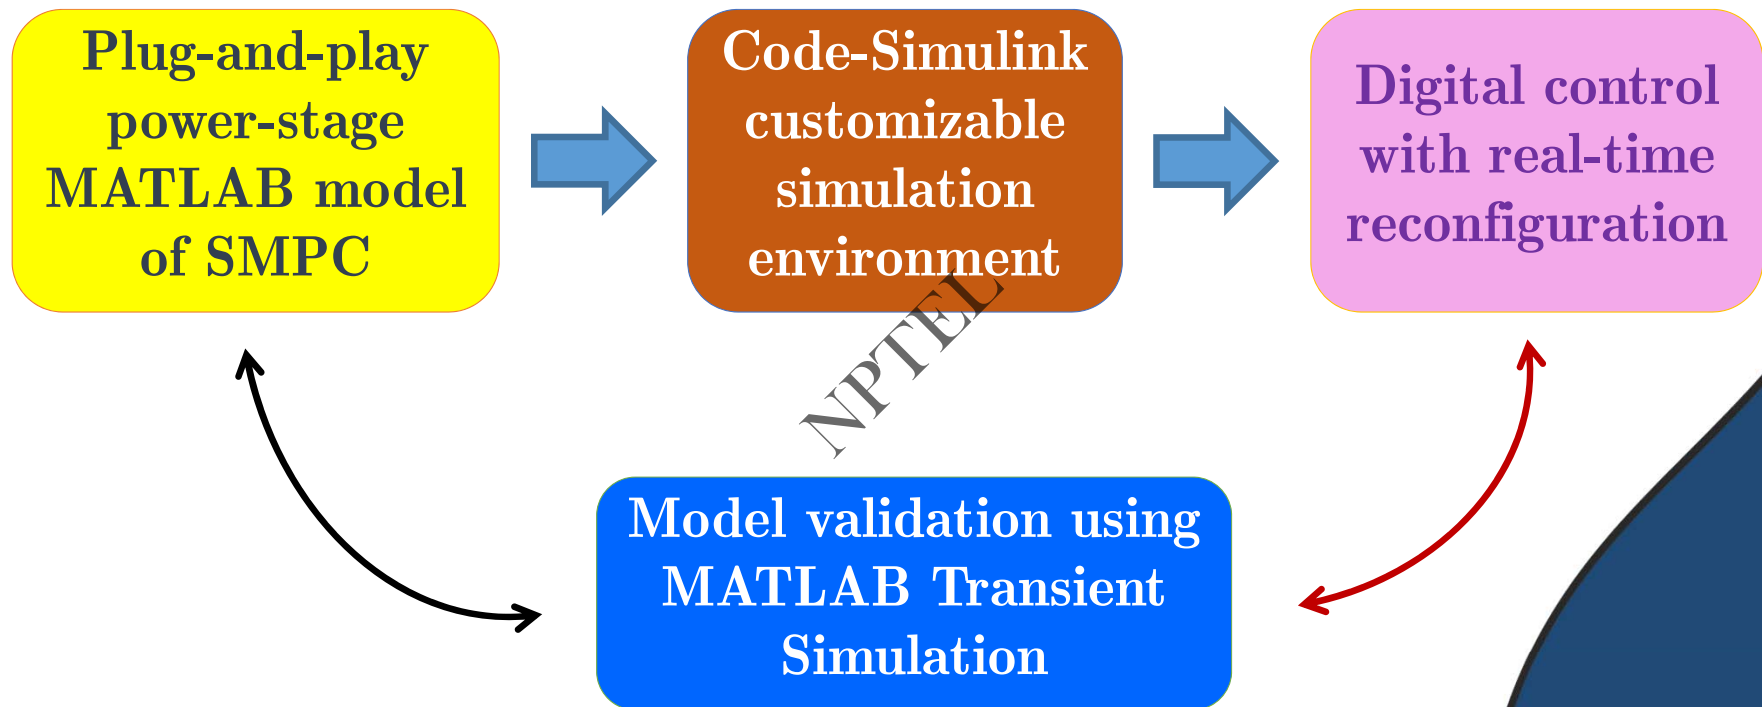 Plug-and-play
power-stage
MATLAB model
of SMPC
Code-Simulink
customizable
simulation
environment
Digital control
with real-time
reconfiguration
NPTEL
Model validation using
MATLAB Transient
Simulation